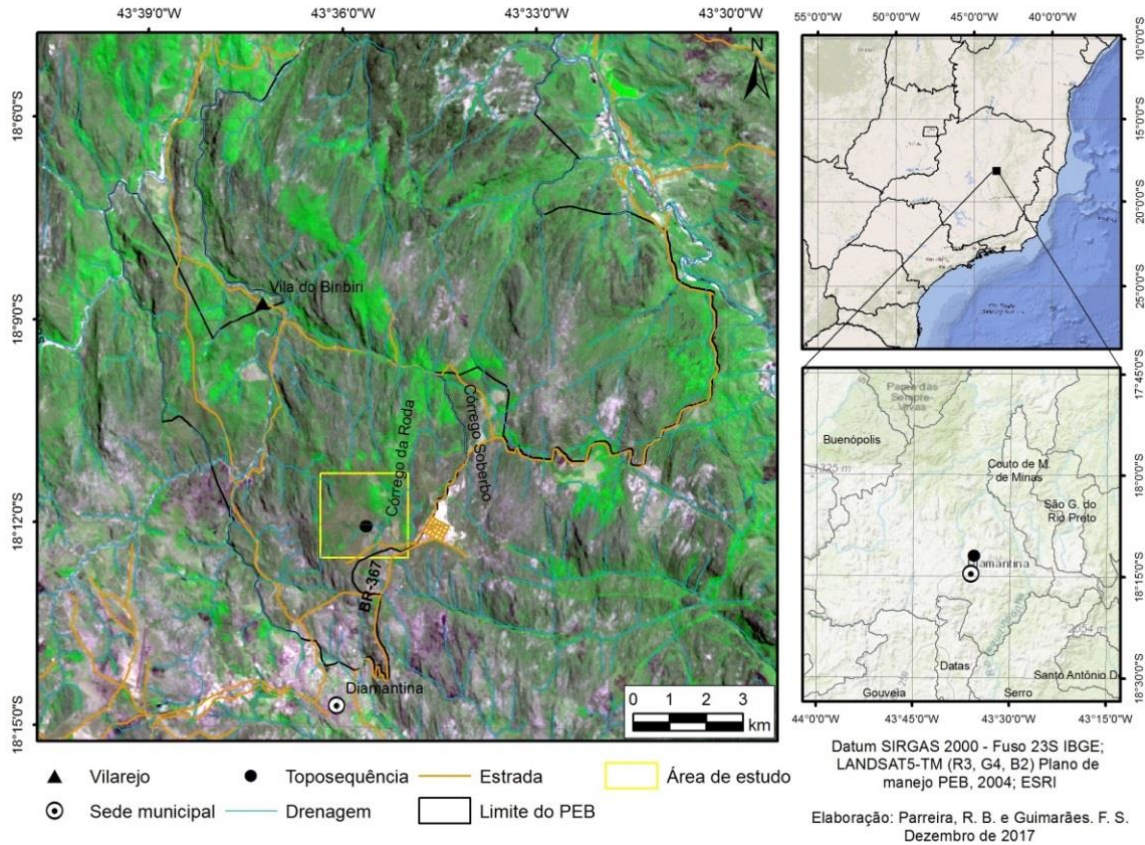 43°39'0"W
43°36'0"W
43°33'0"W
43°30'0"W
18°6'0"S
18°9'0"S
18°12'0"S
18°15'0"S
N
Vila do Biribiri
Córrego da Roda
Córrego Soberbo
BR-367
Diamantina
0 1 2 3
km
55°0'0"W
50°0'0"W
45°0'0"W
40°0'0"W
10°0'0"S
15°0'0"S
20°0'0"S
25°0'0"S
17°45'0"S
18°0'0"S
18°15'0"S
18°30'0"S
Parna das
Sempre-
Vivas
Buenópolis
1325 m
Couto de M.
de Minas
São G. do
Rio Preto
Diamantina
Datas
Gouveia
Serro
Santo Antônio D
44°0'0"W
43°45'0"W
43°30'0"W
43°15'0"W
Vilarejo
Toposequência
Estrada
Área de estudo
Sede municipal
Drenagem
Limite do PEB
Datum SIRGAS 2000 - Fuso 23S IBGE;
LANDSAT5-TM (R3, G4, B2) Plano de
manejo PEB, 2004; ESRI
Elaboração: Parreira, R. B. e Guimarães. F. S.
Dezembro de 2017